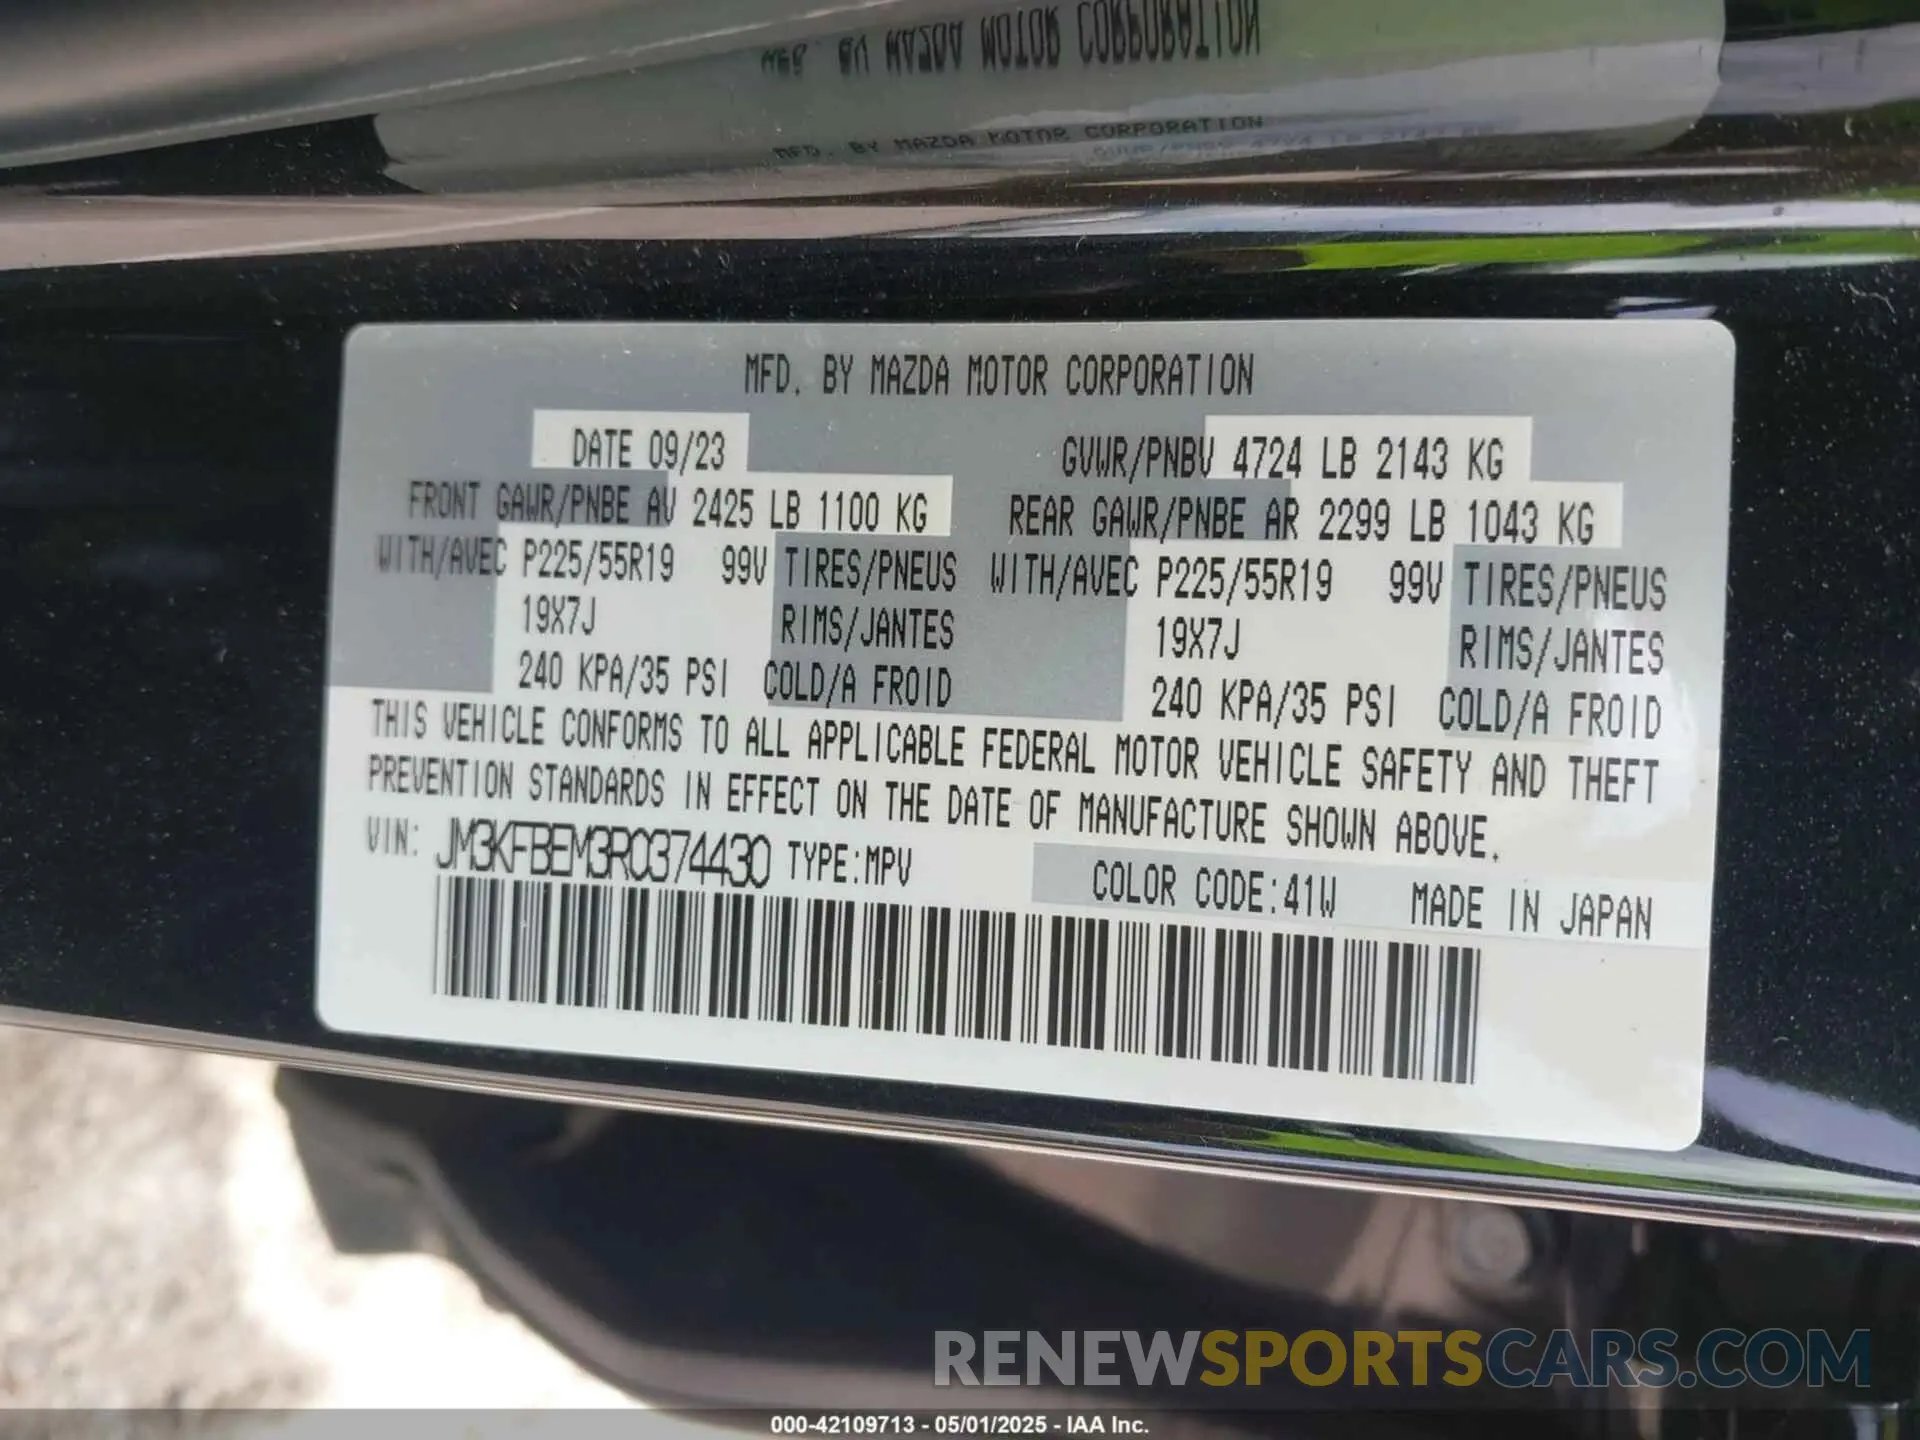 MFD. BY MAZDA MOTOR CORPORATION
MFD. BY MAZDA MOTOR CORPORATION
GVWR/PNBV 4724 LB 2143 KG
MFD. BY MAZDA MOTOR CORPORATION
DATE 09/23 GVWR/PNBV 4724 LB 2143 KG
FRONT GAWR/PNBE AV 2425 LB 1100 KG REAR GAWR/PNBE AR 2299 LB 1043 KG
WITH/AVEC P225/55R19 99V TIRES/PNEUS WITH/AVEC P225/55R19 99V TIRES/PNEUS
19X7J RIMS/JANTES 19X7J RIMS/JANTES
240 KPA/35 PSI COLD/A FROID 240 KPA/35 PSI COLD/A FROID
THIS VEHICLE CONFORMS TO ALL APPLICABLE FEDERAL MOTOR VEHICLE SAFETY AND THEFT
PREVENTION STANDARDS IN EFFECT ON THE DATE OF MANUFACTURE SHOWN ABOVE.
VIN: JM3KFBEM3R0374430 TYPE:MPV COLOR CODE:41W MADE IN JAPAN
RENEWSPORTSCARS.COM
000-42109713 - 05/01/2025 - IAA Inc.